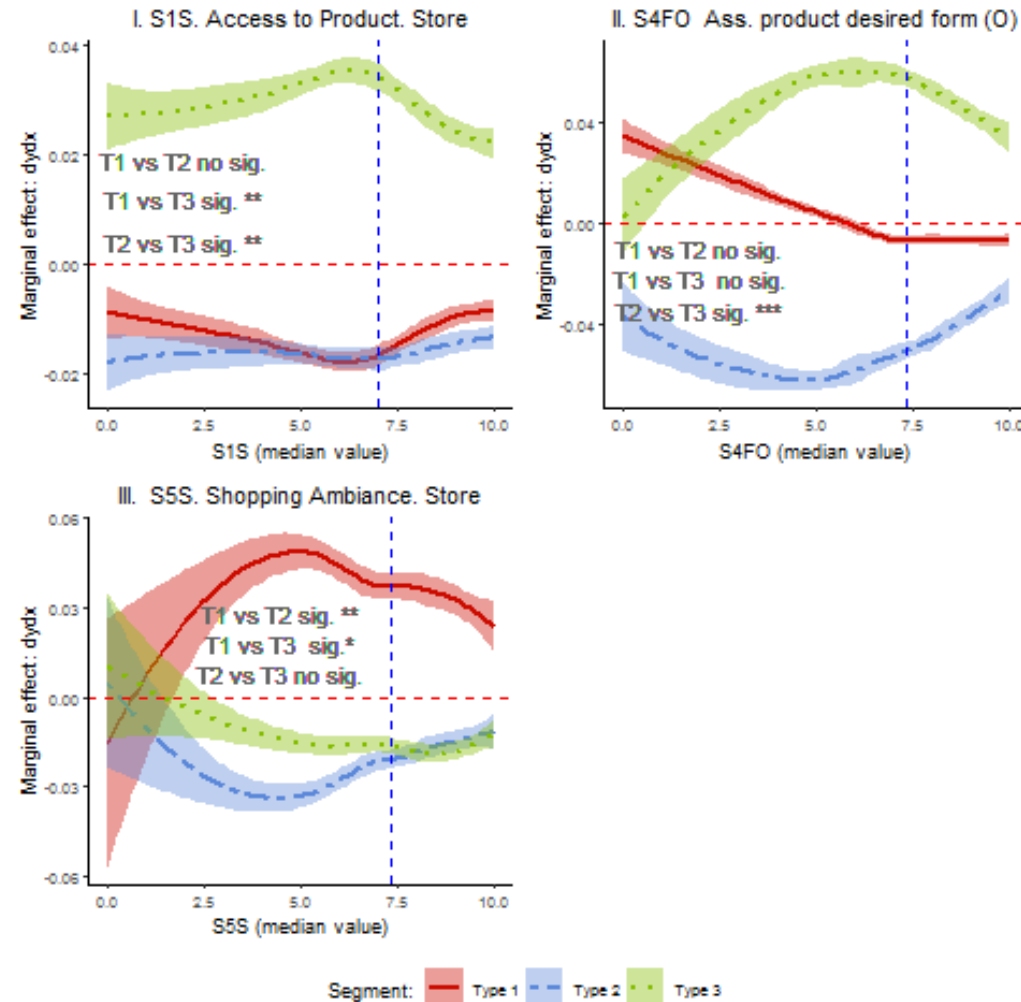 I. S1S. Access to Product. Store
Marginal effect: dydx
0.04
0.02
0.00
-0.02
T1 vs T2 no sig.
T1 vs T3 sig. **
T2 vs T3 sig. **
0.0 2.5 5.0 7.5 10.0
S1S (median value)
II. S4FO Ass. product desired form (O)
Marginal effect: dydx
0.04
0.00
-0.04
T1 vs T2 no sig.
T1 vs T3 no sig.
T2 vs T3 sig. ***
0.0 2.5 5.0 7.5 10.0
S4FO (median value)
III. S5S. Shopping Ambiance. Store
Marginal effect: dydx
0.06
0.03
0.00
-0.03
-0.06
T1 vs T2 sig. **
T1 vs T3 sig.*
T2 vs T3 no sig.
0.0 2.5 5.0 7.5 10.0
S5S (median value)
Segment: Type 1 Type 2 Type 3